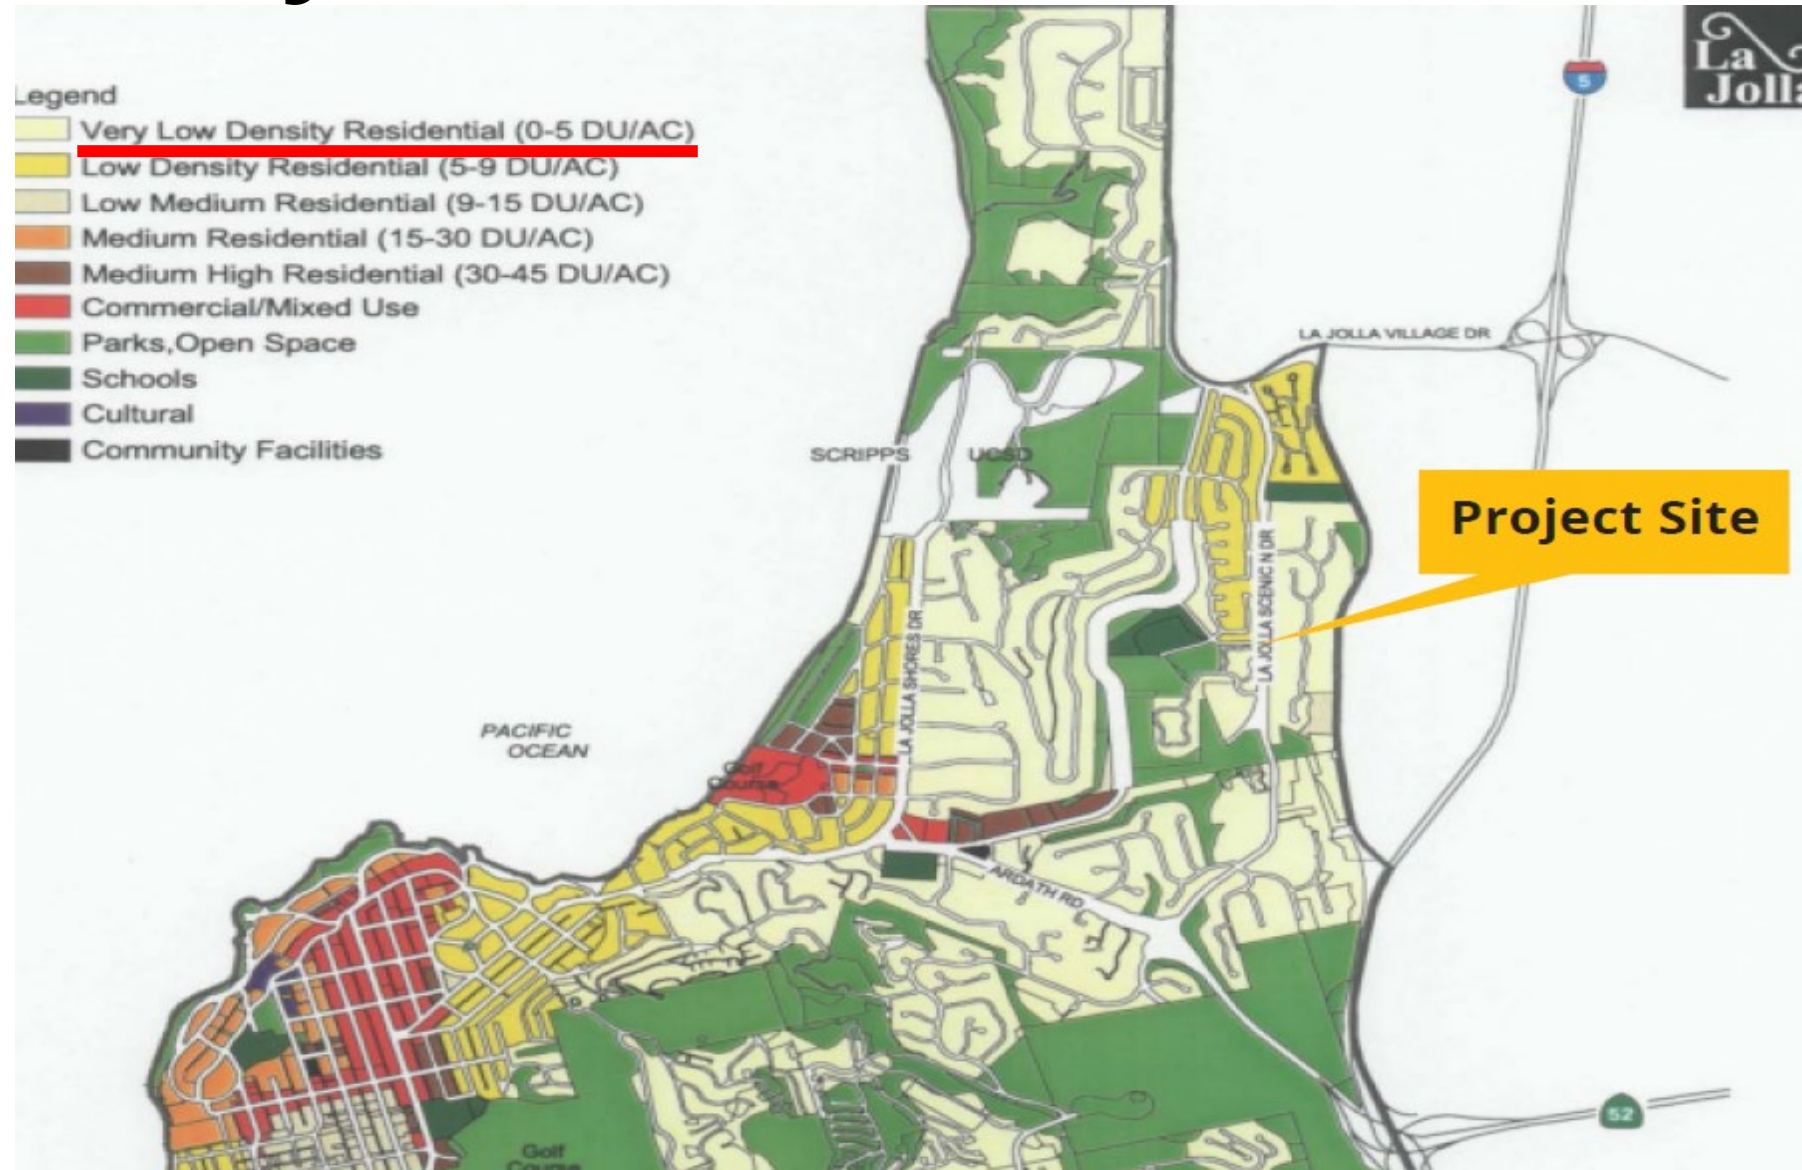 Legend
Very Low Density Residential (0-5 DU/AC)
Low Density Residential (5-9 DU/AC)
Low Medium Residential (9-15 DU/AC)
Medium Residential (15-30 DU/AC)
Medium High Residential (30-45 DU/AC)
Commercial/Mixed Use
Parks,Open Space
Schools
Cultural
Community Facilities
La
Jolla
5
LA JOLLA VILLAGE DR
SCRIPPS
UCSD
Project Site
LA JOLLA SCENIC N DR
LA JOLLA SHORES DR
PACIFIC
OCEAN
Golf
Course
ARDATH RD
52
Golf
Course